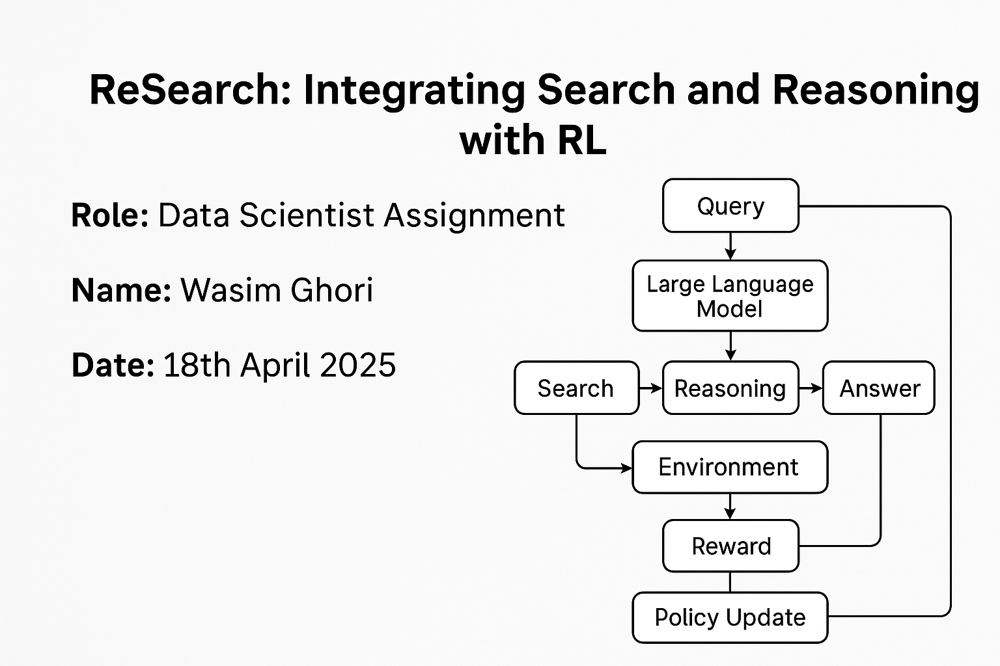 ReSearch: Integrating Search and Reasoning
with RL
Role: Data Scientist Assignment
Name: Wasim Ghori
Date: 18th April 2025
Query
Large Language
Model
Search
Reasoning
Answer
Environment
Reward
Policy Update